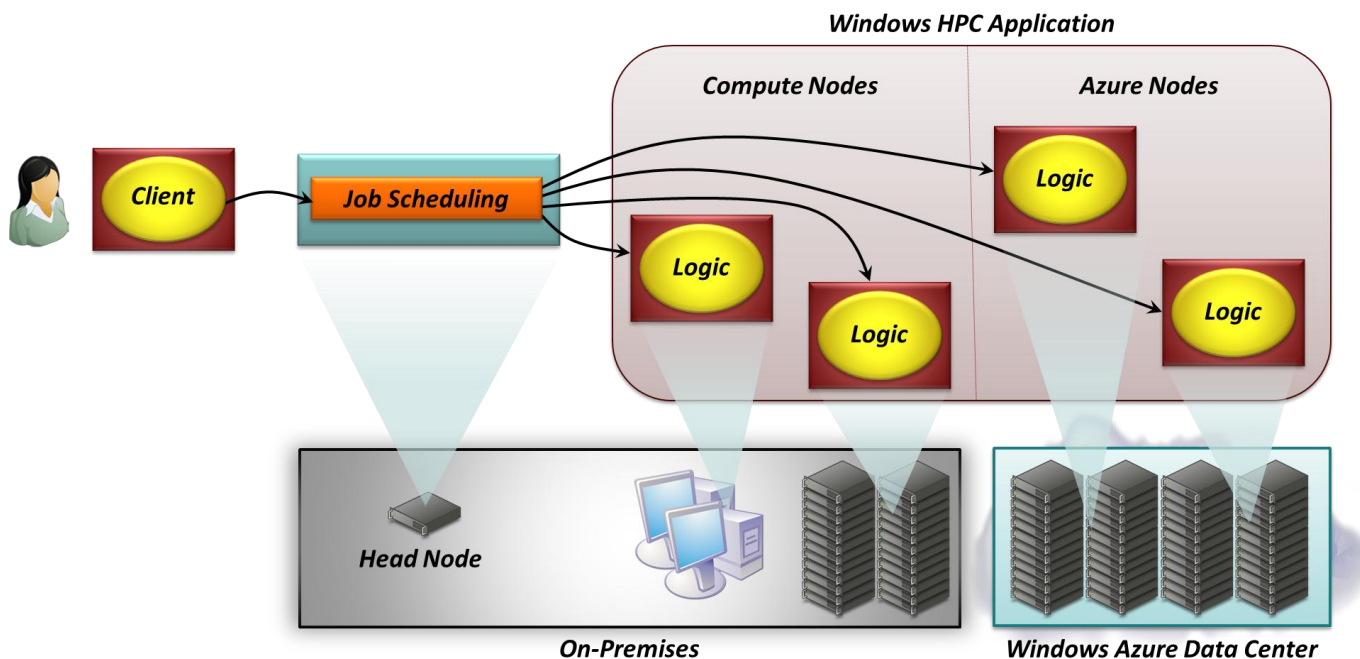 Windows HPC Application
Compute Nodes
Azure Nodes
Client
Job Scheduling
Logic
Logic
Logic
Logic
Head Node
On-Premises
Windows Azure Data Center